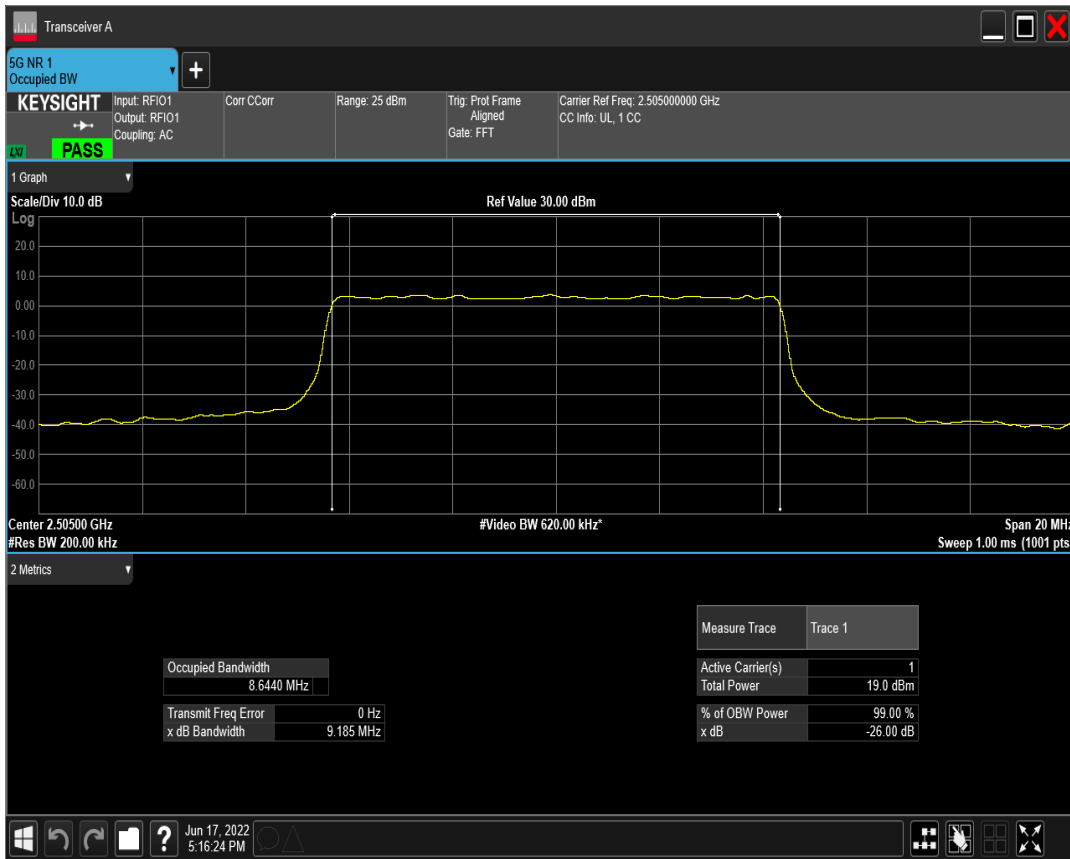 Transceiver A
5G NR 1
Occupied BW
KEYSIGHT
LXI
PASS
Input: RFIO1
Output: RFIO1
Coupling: AC
Corr CCorr
Range: 25 dBm
Trig: Prot Frame
Aligned
Gate: FFT
Carrier Ref Freq: 2.505000000 GHz
CC Info: UL, 1 CC
1 Graph
Scale/Div 10.0 dB
Ref Value 30.00 dBm
Log
20.0
10.0
0.00
-10.0
-20.0
-30.0
-40.0
-50.0
-60.0
Center 2.50500 GHz
#Video BW 620.00 kHz*
Span 20 MHz
#Res BW 200.00 kHz
Sweep 1.00 ms (1001 pts
2 Metrics
Measure Trace Trace 1
Occupied Bandwidth
8.6440 MHz
Active Carrier(s) 1
Total Power 19.0 dBm
Transmit Freq Error 0 Hz
x dB Bandwidth 9.185 MHz
% of OBW Power 99.00 %
x dB -26.00 dB
?
Jun 17, 2022
5:16:24 PM